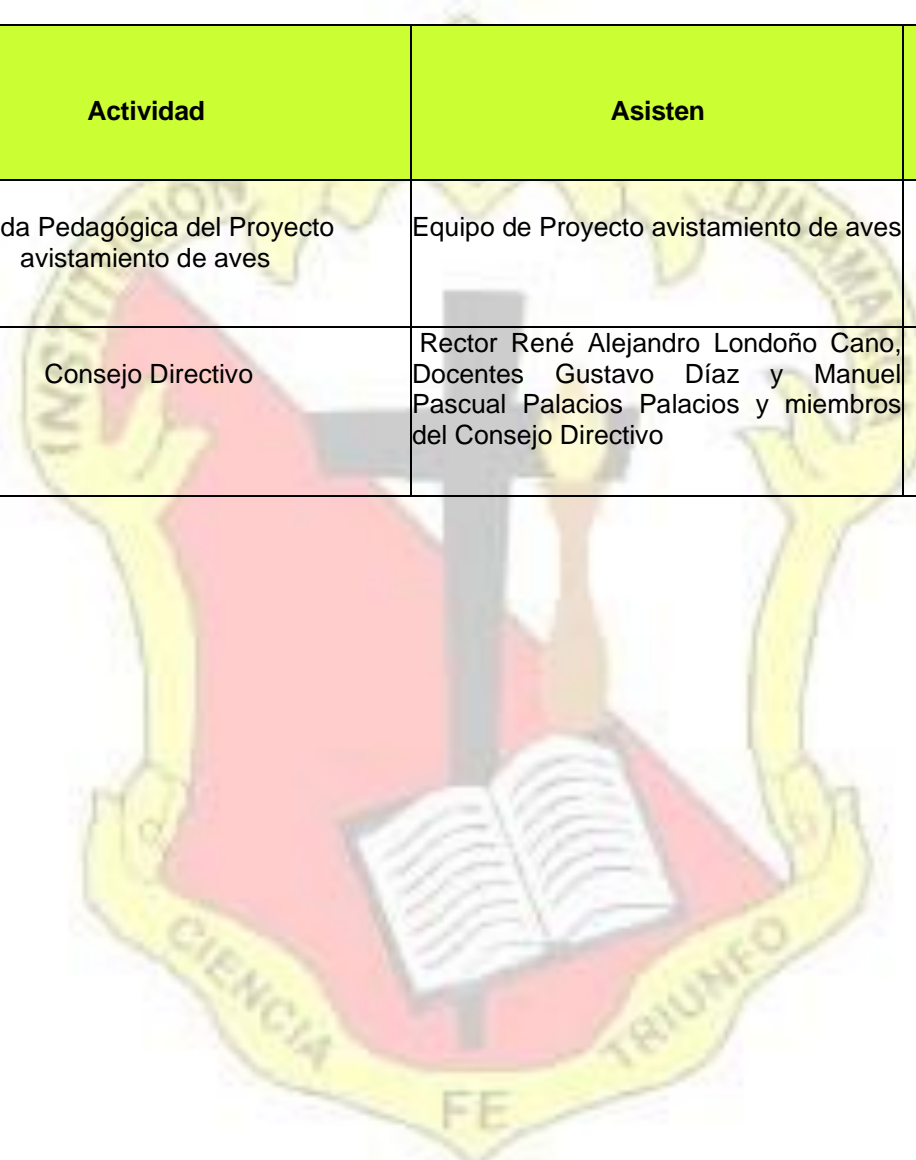 Actividad
Asisten
da Pedagógica del Proyecto
avistamiento de aves
Equipo de Proyecto avistamiento de aves
Consejo Directivo
Rector René Alejandro Londoño Cano,
Docentes Gustavo Díaz y Manuel
Pascual Palacios Palacios y miembros
del Consejo Directivo
CIENCIA
FE
TRIUNFO